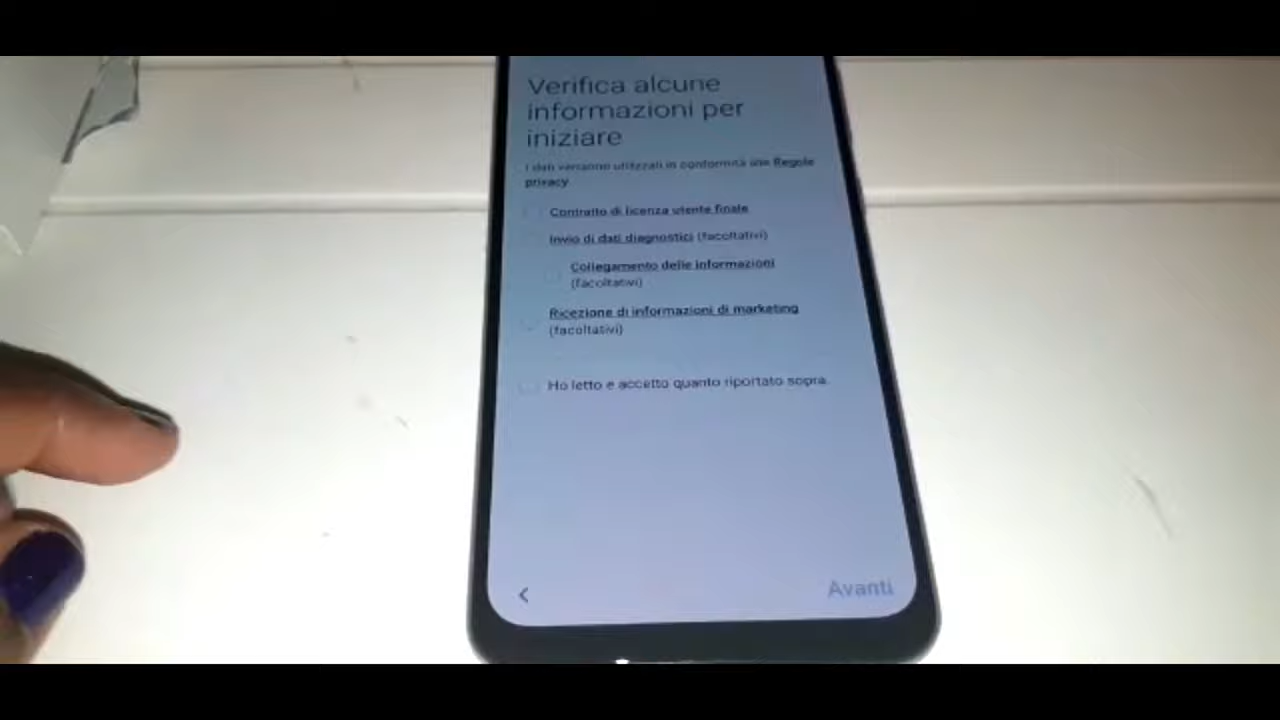 Verifica alcune
informazioni per
iniziare
I dati verranno utilizzati in conformità alle Regole
privacy
Contratto di licenza utente finale
Invio di dati diagnostici (facoltativi)
Collegamento delle informazioni
(facoltativi)
Ricezione di informazioni di marketing
(facoltativi)
Ho letto e accetto quanto riportato sopra.
Avanti